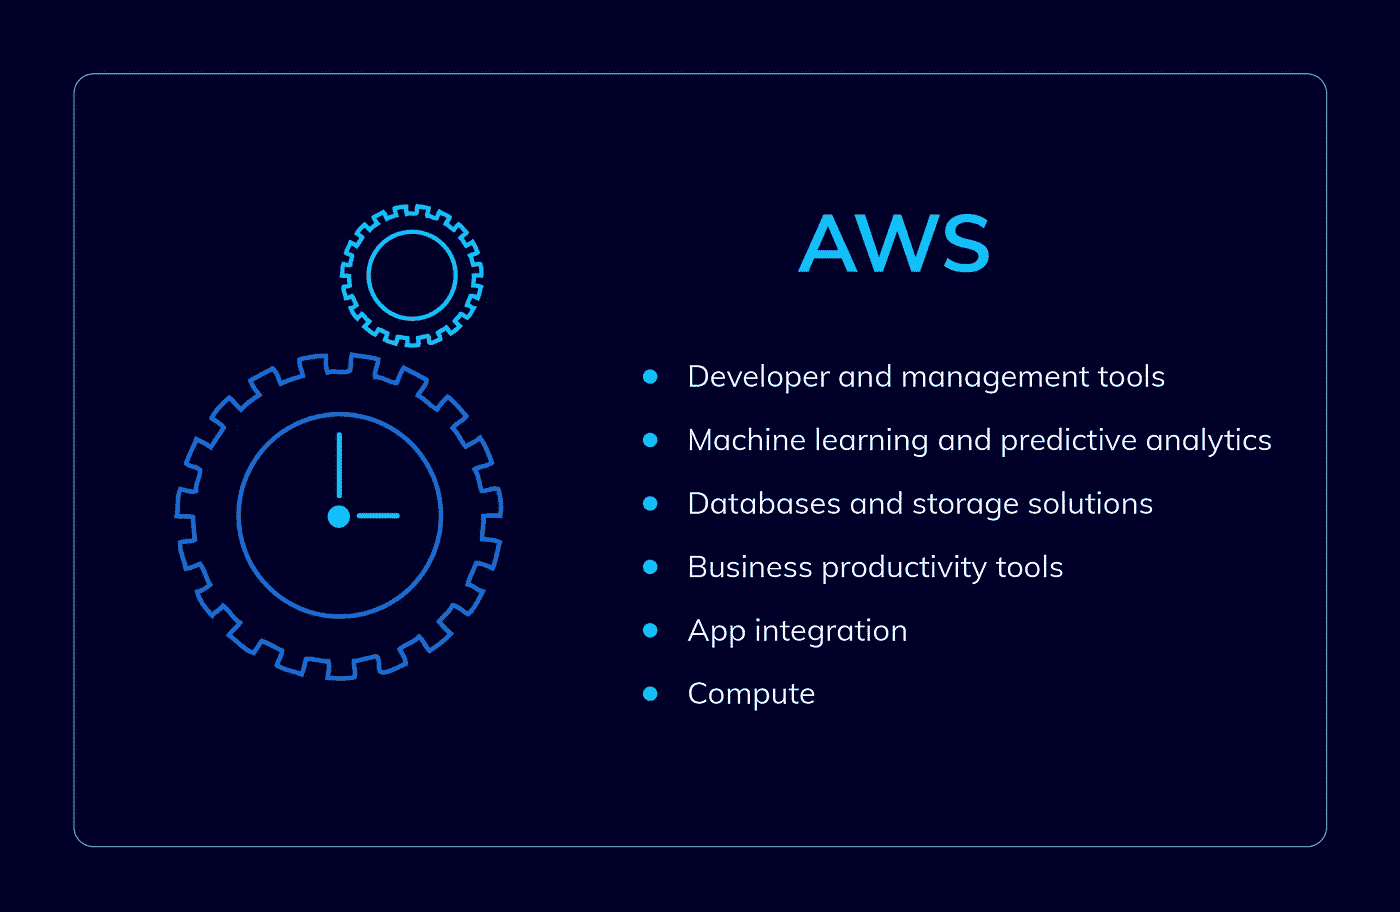 AWS
Developer and management tools
Machine learning and predictive analytics
Databases and storage solutions
Business productivity tools
App integration
Compute